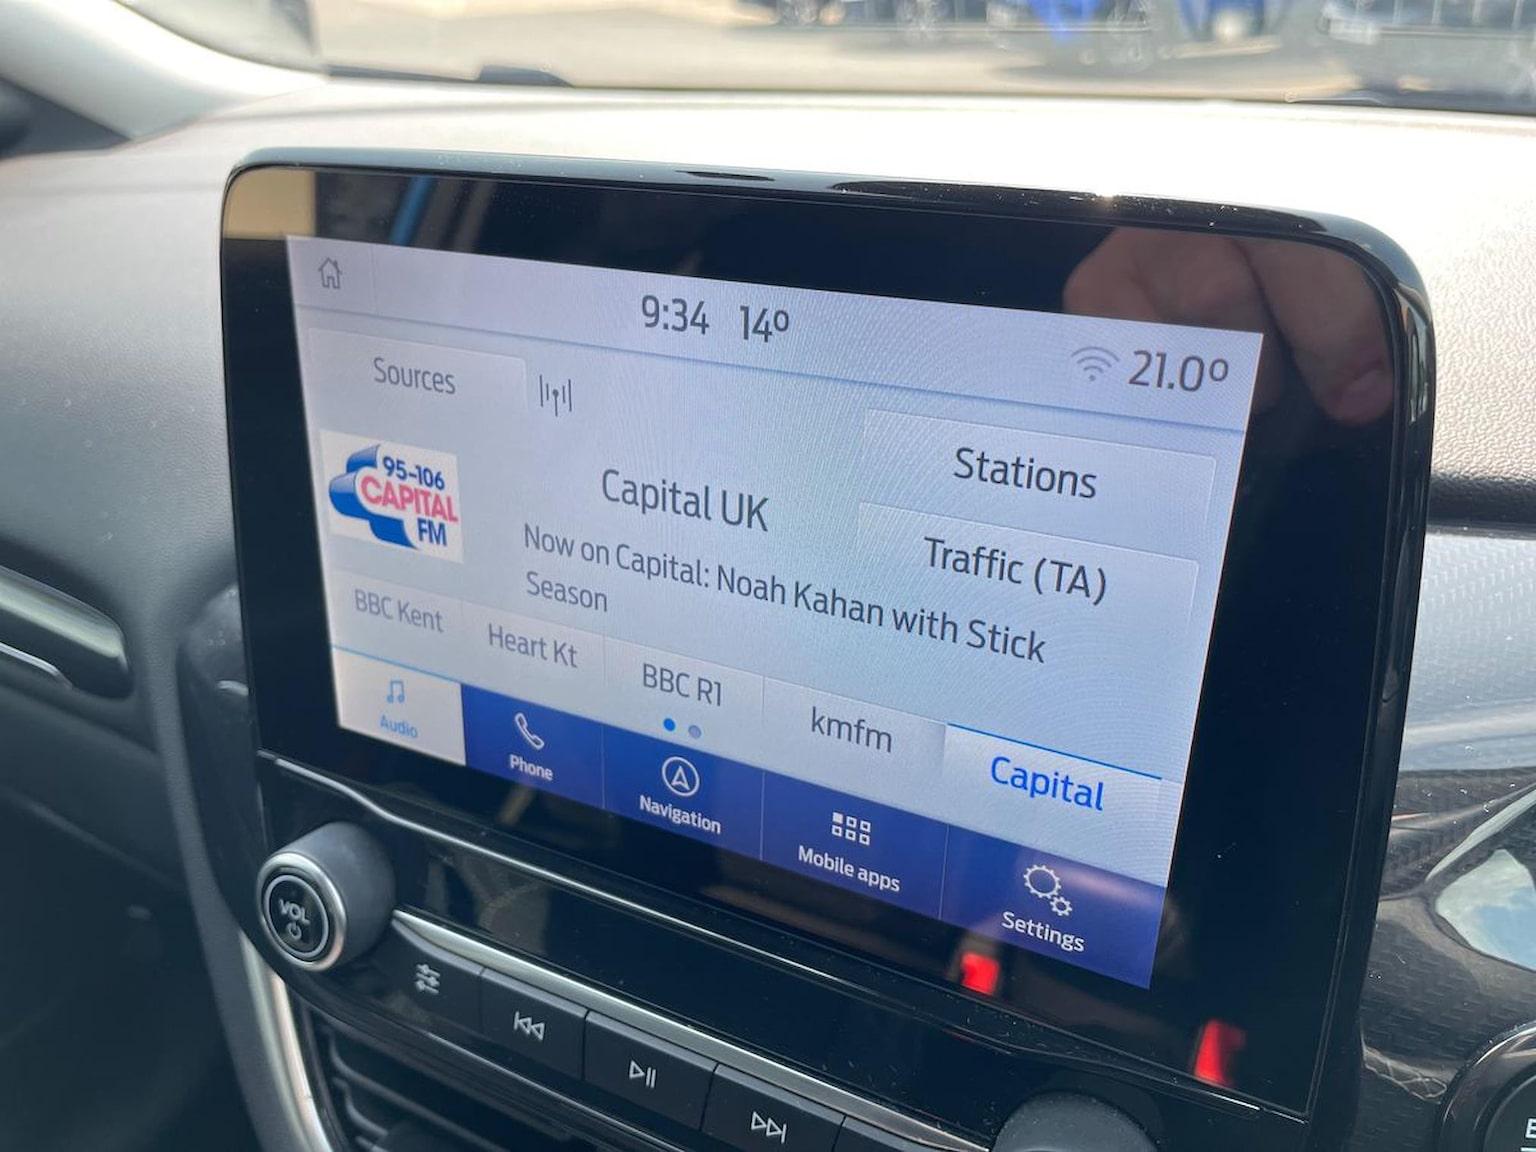 9:34 14º
21.0º
Sources
Stations
95-106
CAPITAL
FM
Capital UK
Traffic (TA)
Now on Capital: Noah Kahan with Stick
Season
BBC Kent
Heart Kt
BBC R1
kmfm
Capital
Audio
Phone
Navigation
Mobile apps
Settings
VOL